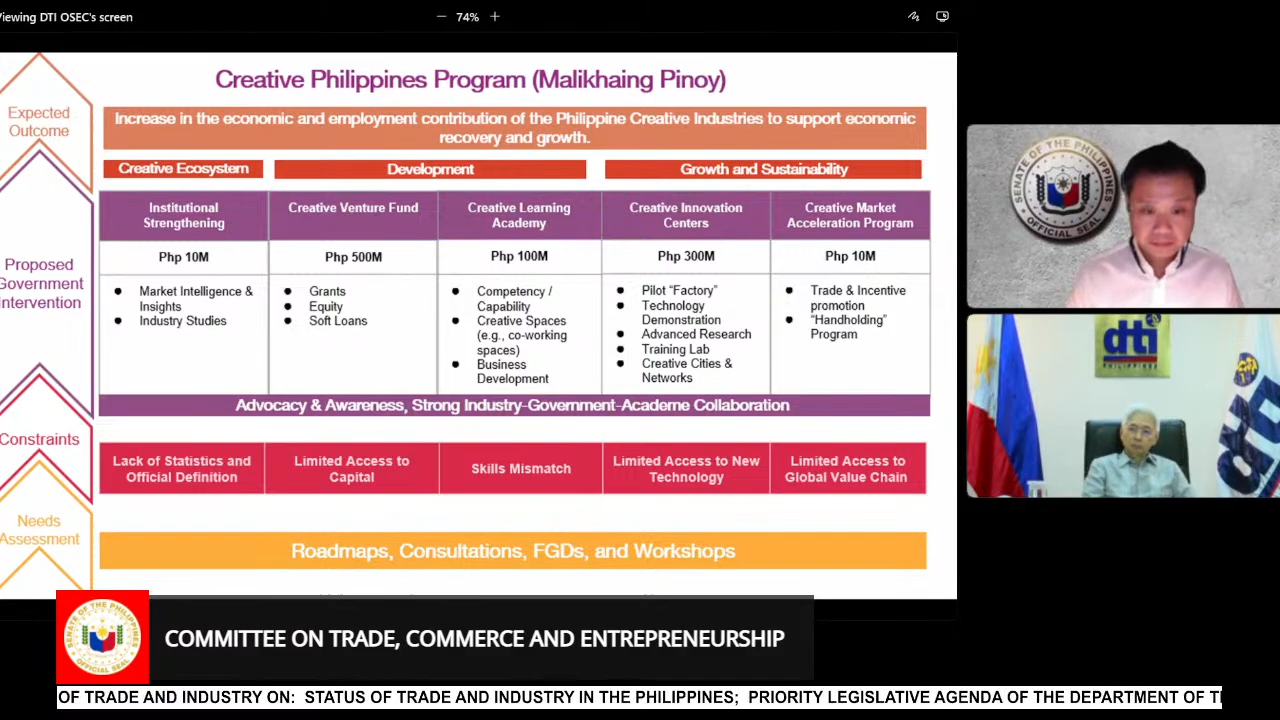 Viewing DTI OSEC's screen
74%
Creative Philippines Program (Malikhaing Pinoy)
Expected
Outcome
Increase in the economic and employment contribution of the Philippine Creative Industries to support economic
recovery and growth.
Creative Ecosystem
Development
Growth and Sustainability
Proposed
Government
Intervention
Institutional
Strengthening
Creative Venture Fund
Creative Learning
Academy
Creative Innovation
Centers
Creative Market
Acceleration Program
Php 10M
Php 500M
Php 100M
Php 300M
Php 10M
● Market Intelligence &
Insights
● Industry Studies
● Grants
● Equity
● Soft Loans
● Competency /
Capability
● Creative Spaces
(e.g., co-working
spaces)
● Business
Development
● Pilot “Factory”
● Technology
Demonstration
● Advanced Research
● Training Lab
● Creative Cities &
Networks
● Trade & Incentive
promotion
● “Handholding”
Program
Advocacy & Awareness, Strong Industry-Government-Academe Collaboration
Constraints
Lack of Statistics and
Official Definition
Limited Access to
Capital
Skills Mismatch
Limited Access to New
Technology
Limited Access to
Global Value Chain
Needs
Assessment
Roadmaps, Consultations, FGDs, and Workshops
SENATE OF THE PHILIPPINES
OFFICIAL SEAL
dti
PHILIPPINES
dti
SENATE OF THE PHILIPPINES
OFFICIAL SEAL
COMMITTEE ON TRADE, COMMERCE AND ENTREPRENEURSHIP
OF TRADE AND INDUSTRY ON: STATUS OF TRADE AND INDUSTRY IN THE PHILIPPINES; PRIORITY LEGISLATIVE AGENDA OF THE DEPARTMENT OF